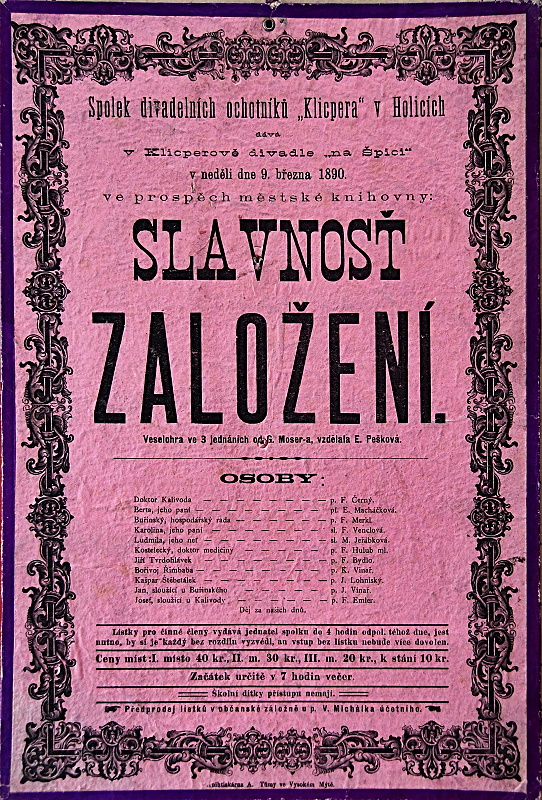 Spolek divadelních ochotníků „Klicpera“ v Holicích
dává
v Klicperově divadle „na Špici“
v neděli dne 9. března 1890.
ve prospěch městské knihovny:
SLAVNOSŤ
ZALOŽENÍ.
Veselohra ve 3 jednáních od G. Moser-a, vzdělala E. Pešková.
OSOBY:
Doktor Kalivoda — — — — — — — — p. F. Černý.
Berta, jeho paní — — — — — — — — pí. E. Macháčková.
Buřinský, hospodářský rada — — — — — — p. F. Merkl.
Karolina, jeho paní — — — — — — — sl. F. Venclová.
Ludmila, jeho neť — — — — — — — sl. M. Jeřábková.
Kostelecký, doktor medicíny — — — — — p. F. Hulub ml.
Jiří Tvrdohlávek — — — — — — — p. F. Bydlo.
Bořivoj Řimbaba — — — — — — — p. K. Vinař.
Kašpar Štěbetálek — — — — — — — p. J. Lohniský.
Jan, sloužící u Buřinského — — — — — p. J. Vinař.
Josef, sloužící u Kalivody — — — — — p. F. Emler.
Děj za našich dnů.
Lístky pro činné členy vydává jednatel spolku do 4 hodin odpol. téhož dne, jest
nutno, by si je každý bez rozdílu vyzvedl, an vstup bez lístku nebude více dovolen.
Ceny míst: I. místo 40 kr., II. m. 30 kr., III. m. 20 kr., k stání 10 kr.
Začátek určitě v 7 hodin večer.
Školní dítky přístupu nemají.
Předprodej lístků v občanské záložně u p. V. Michálka účetního.
A. Tůmy ve Vysokém Mýtě.